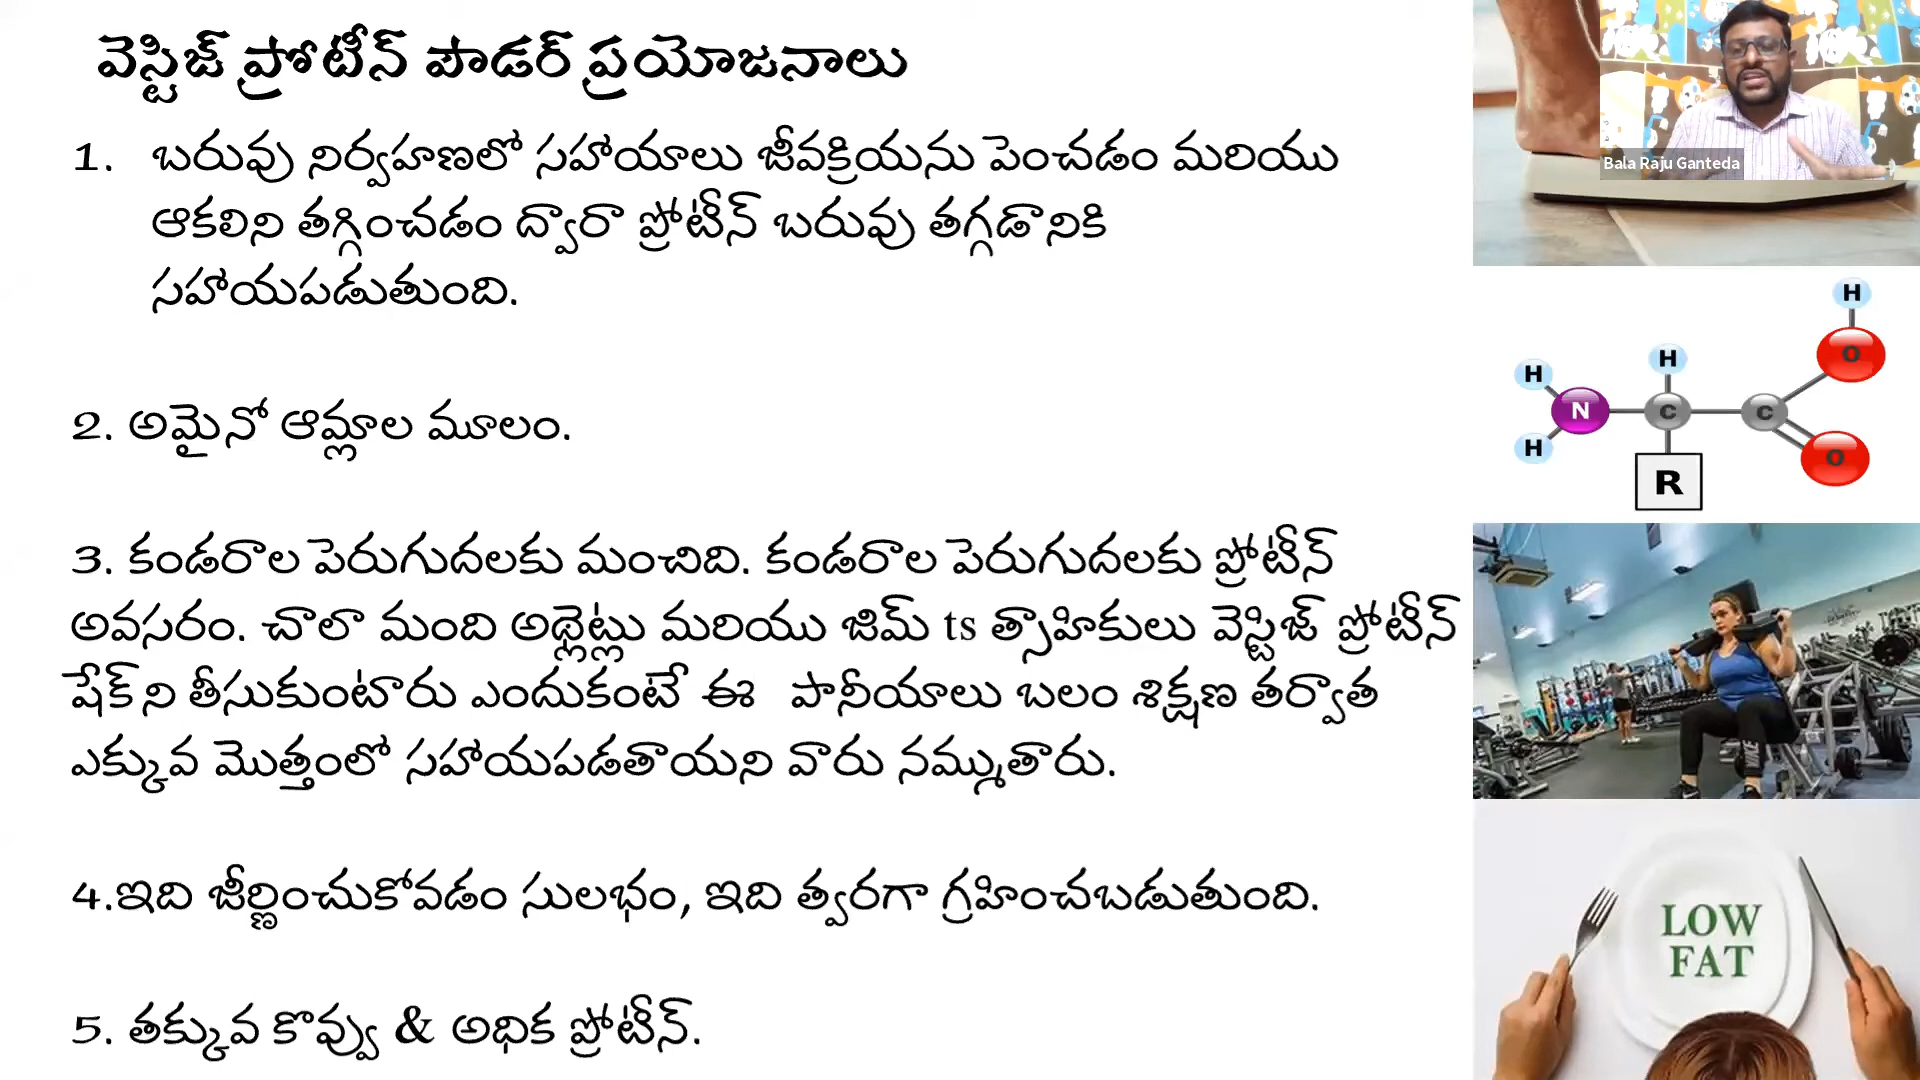 వెస్టిజ్ ప్రోటీన్ పౌడర్ ప్రయోజనాలు
1. బరువు నిర్వహణలో సహాయాలు జీవక్రియను పెంచడం మరియు
ఆకలిని తగ్గించడం ద్వారా ప్రోటీన్ బరువు తగ్గడానికి
సహాయపడుతుంది.
2. అమైనో ఆమ్లాల మూలం.
3. కండరాల పెరుగుదలకు మంచిది. కండరాల పెరుగుదలకు ప్రోటీన్
అవసరం. చాలా మంది అథ్లెట్లు మరియు జిమ్ ts త్సాహికులు వెస్టిజ్ ప్రోటీన్
షేక్‌ని తీసుకుంటారు ఎందుకంటే ఈ పానీయాలు బలం శిక్షణ తర్వాత
ఎక్కువ మొత్తంలో సహాయపడతాయని వారు నమ్ముతారు.
4.ఇది జీర్ణించుకోవడం సులభం, ఇది త్వరగా గ్రహించబడుతుంది.
5. తక్కువ కొవ్వు & అధిక ప్రోటీన్.
Bala Raju Ganteda
H
O
H
H
N
C
C
H
O
R
LOW
FAT